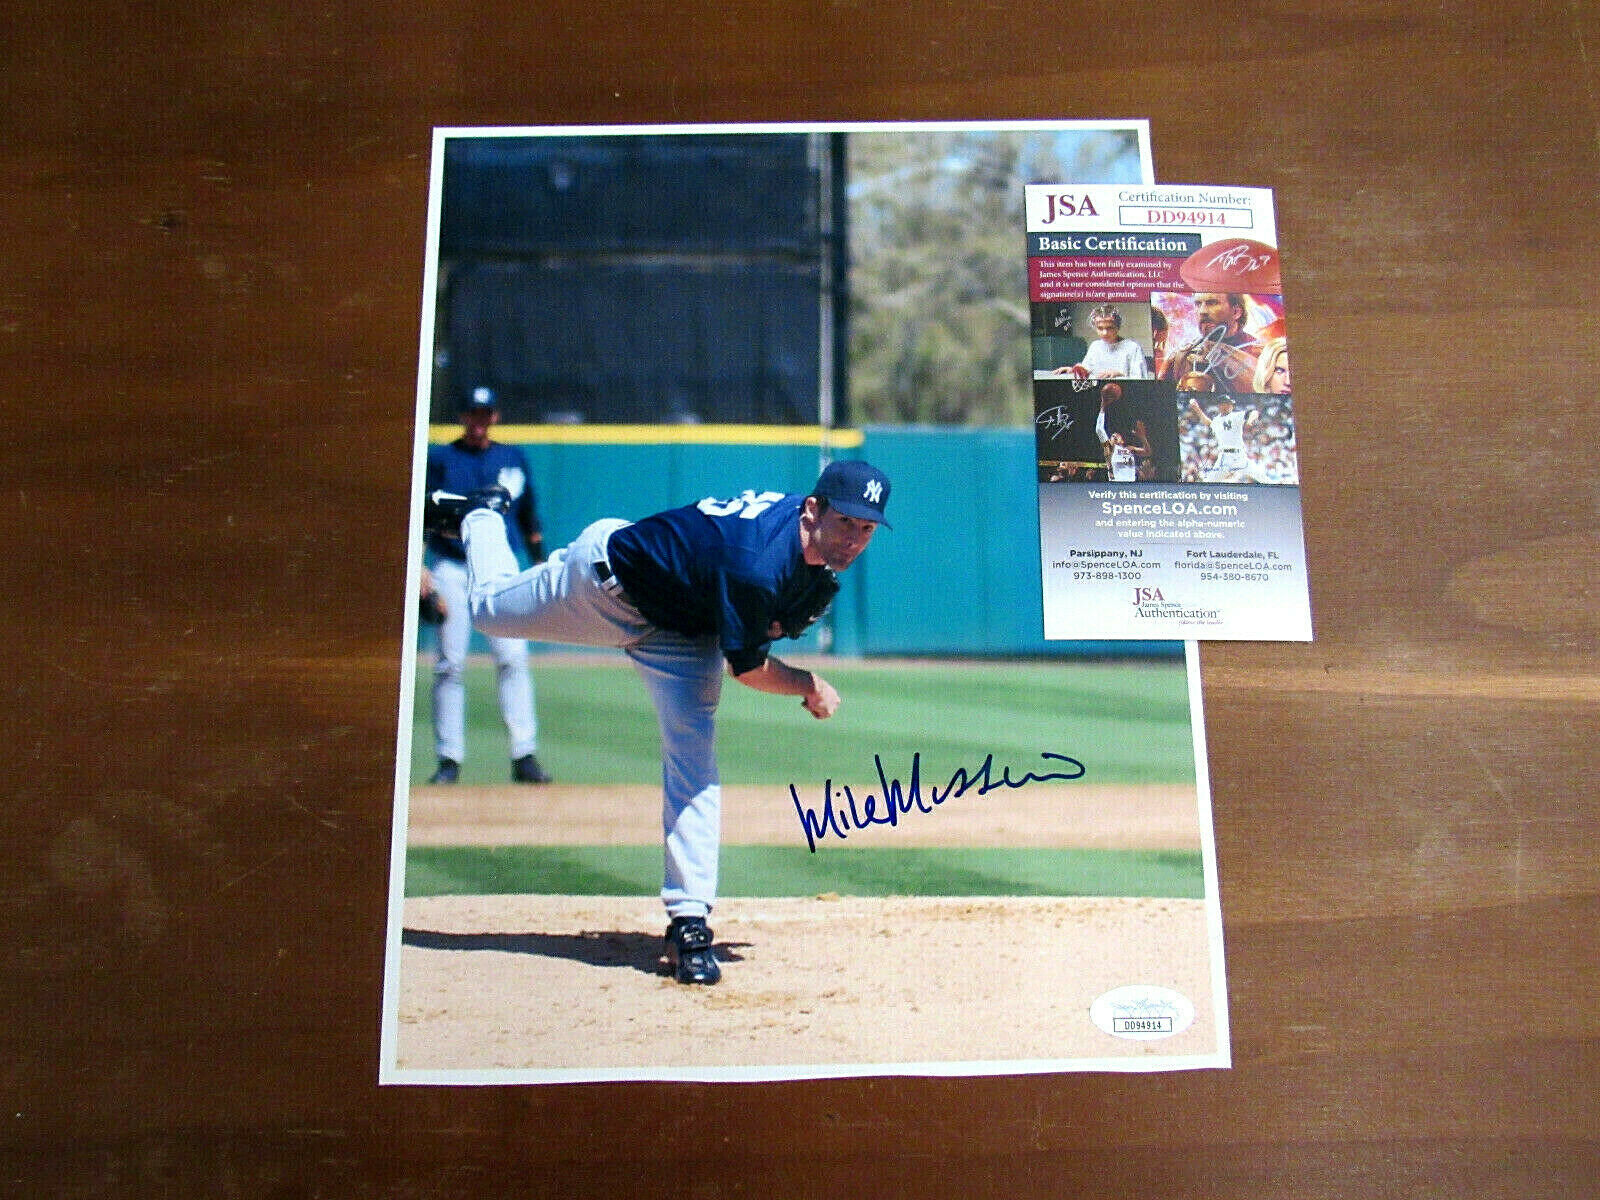 JSA
Certification Number:
DD94914
Basic Certification
This item has been fully examined by
James Spence Authentication, LLC
and it is our considered opinion that the
signature(s) is/are genuine.
NY
24
NY
Verify this certification by visiting
SpenceLOA.com
and entering the alpha-numeric
value indicated above.
Parsippany, NJ
info@SpenceLOA.com
973-898-1300
Fort Lauderdale, FL
florida@SpenceLOA.com
954-380-8670
JSA
James Spence
Authentication
Mike Mussina
DD94914